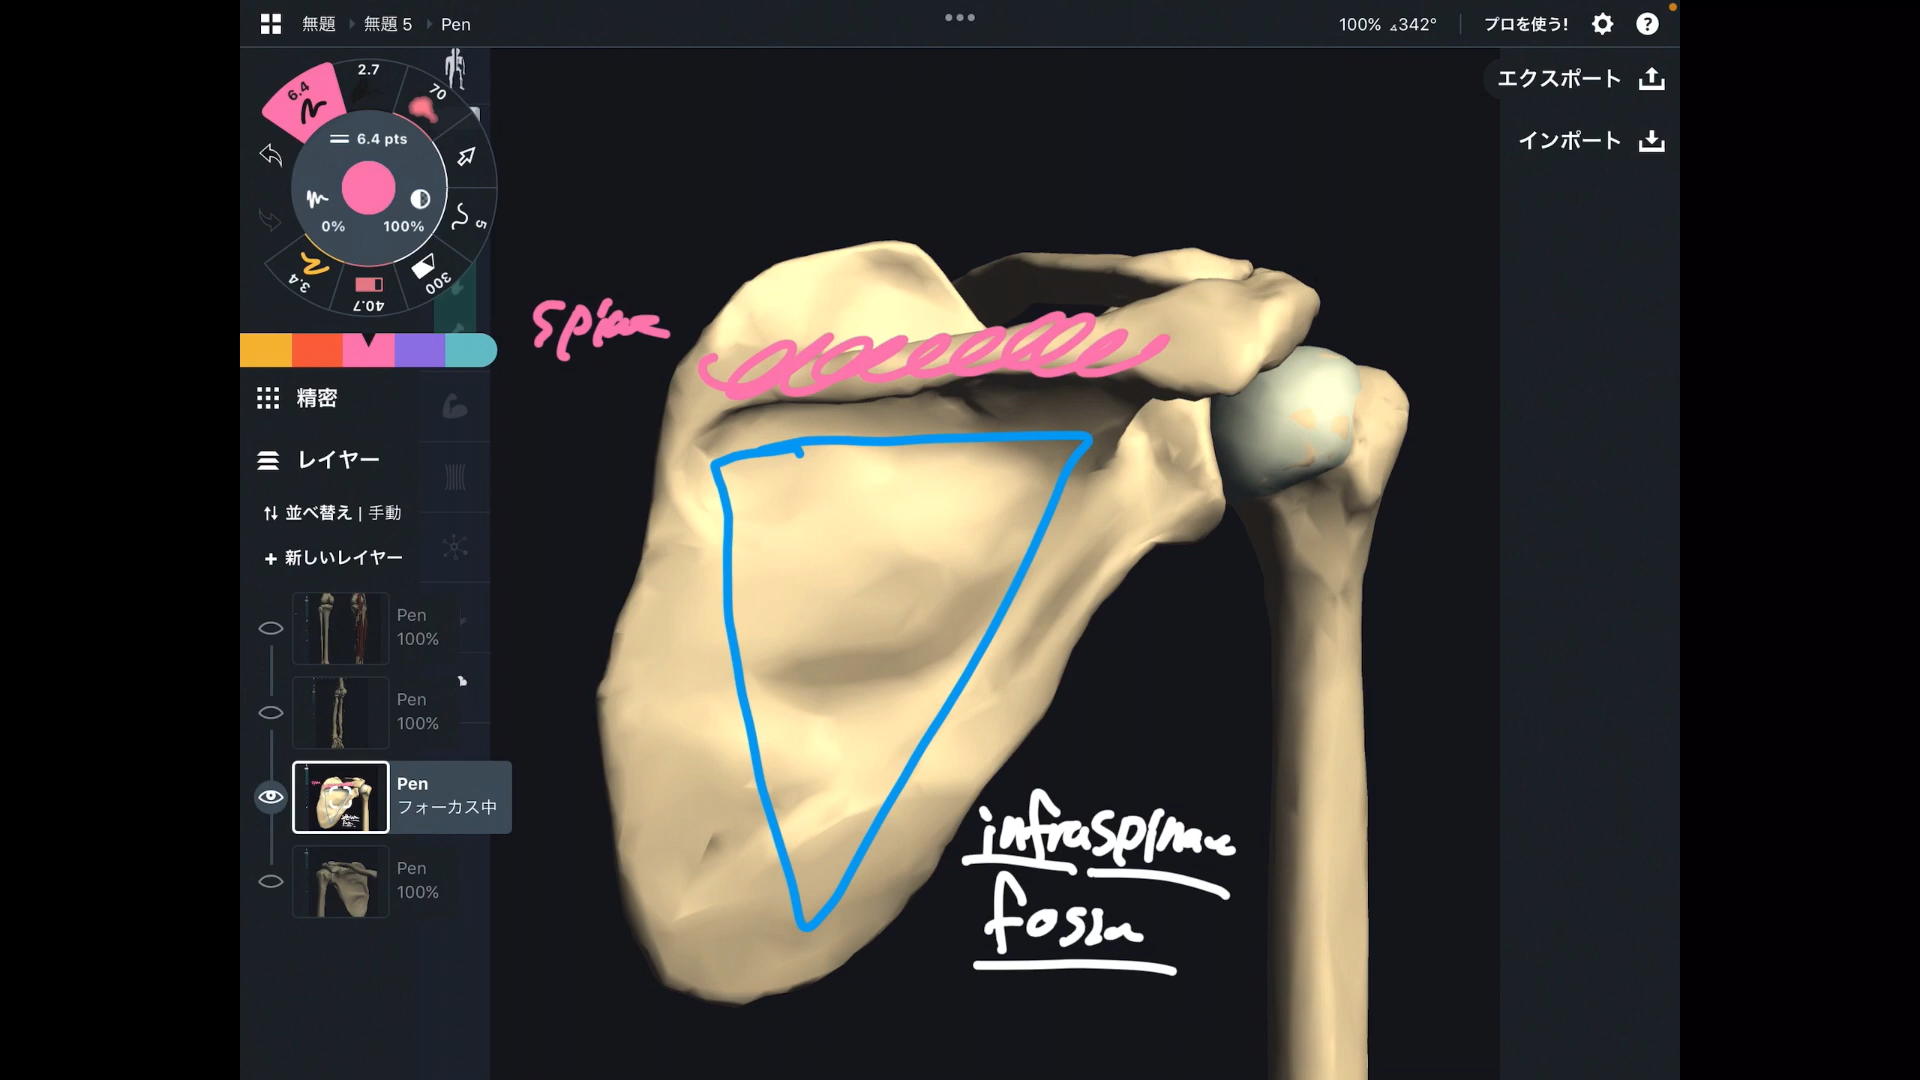 無題 無題 5 Pen
100% ⊿342° プロを使う!
エクスポート
インポート
2.7
6.4
70
6.4 pts
0% 100%
5
3.4
40.7
300
精密
レイヤー
並べ替え | 手動
+ 新しいレイヤー
Pen
100%
Pen
100%
Pen
フォーカス中
Pen
100%
spine
infraspinae
fossa